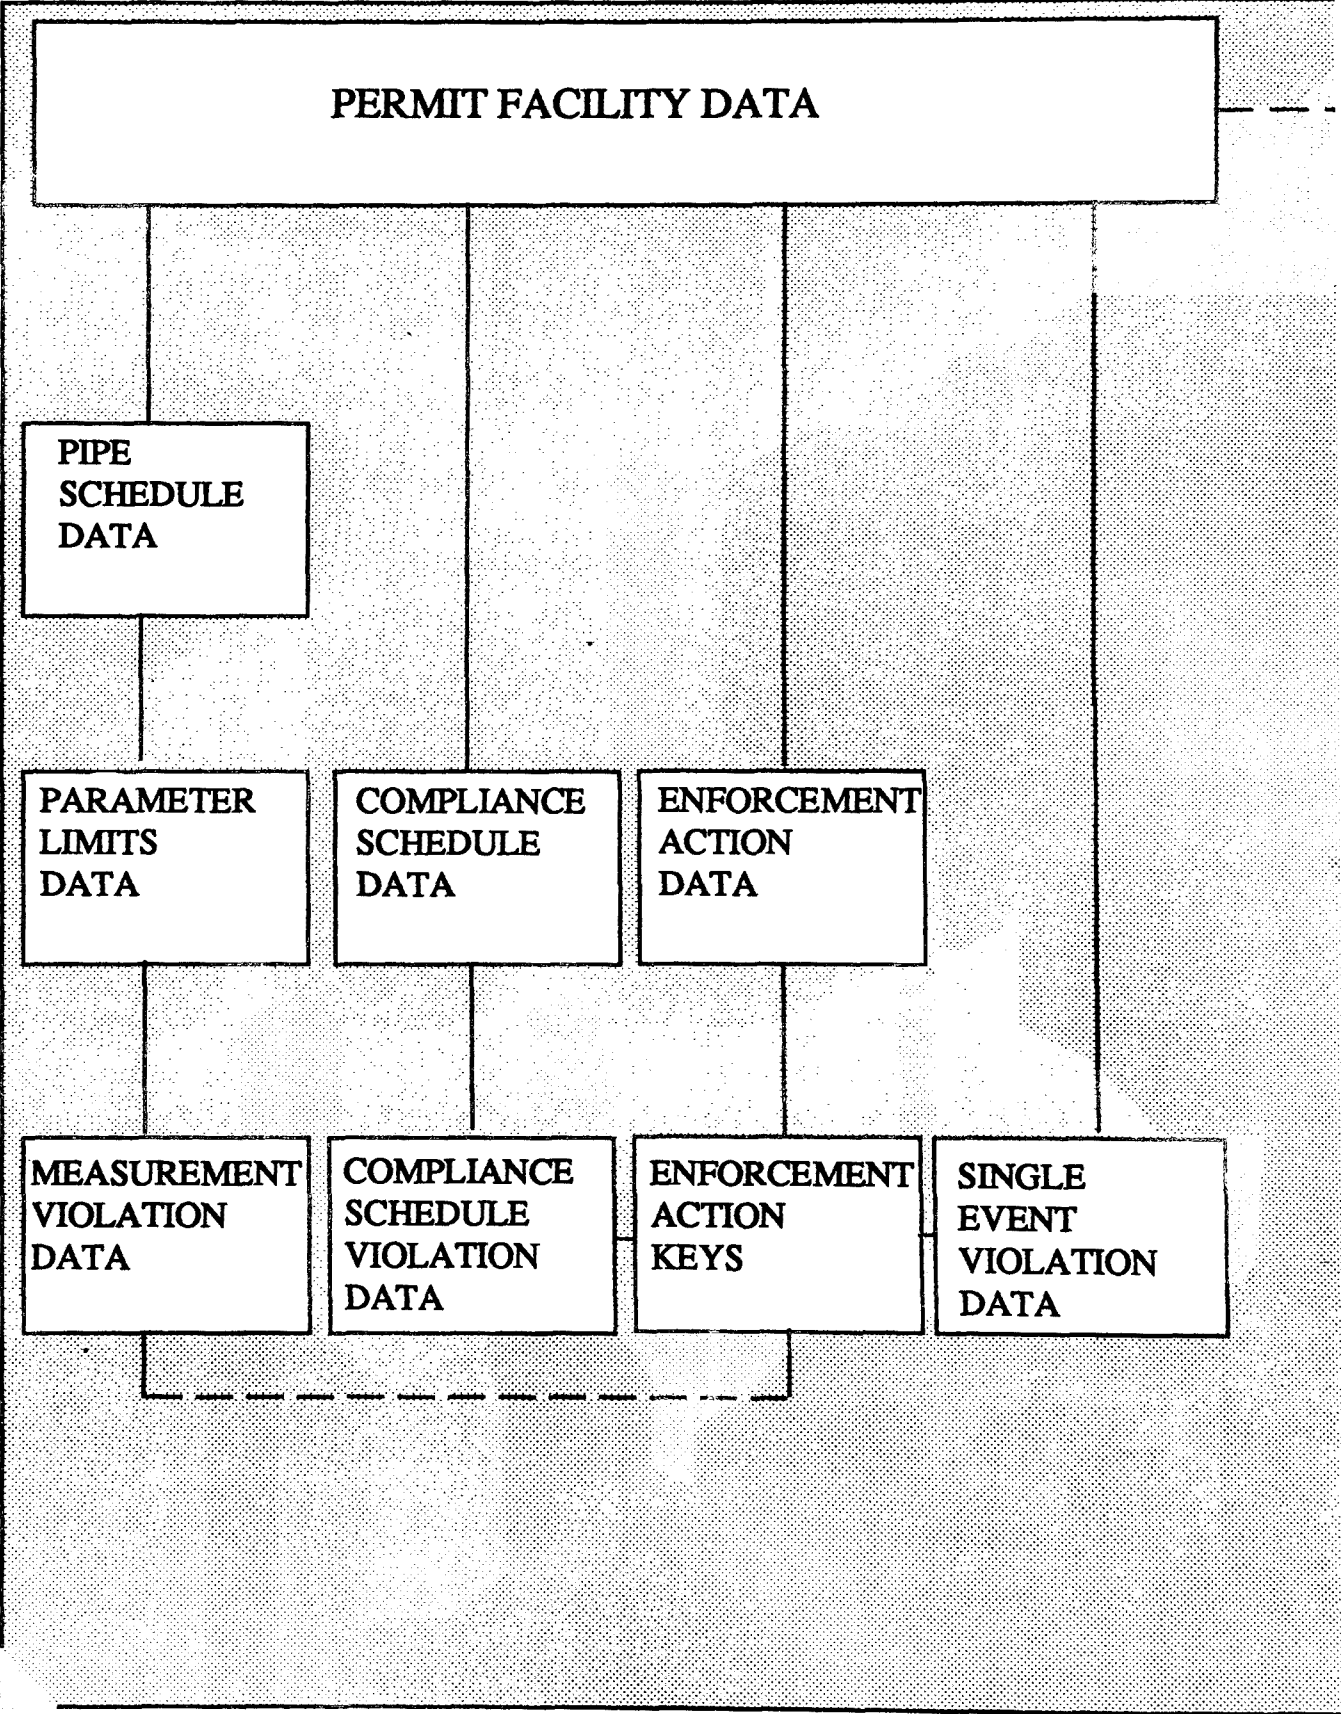 PERMIT FACILITY DATA
PIPE
SCHEDULE
DATA
PARAMETER
LIMITS
DATA
COMPLIANCE
SCHEDULE
DATA
ENFORCEMENT
ACTION
DATA
MEASUREMENT
VIOLATION
DATA
COMPLIANCE
SCHEDULE
VIOLATION
DATA
ENFORCEMENT
ACTION
KEYS
SINGLE
EVENT
VIOLATION
DATA